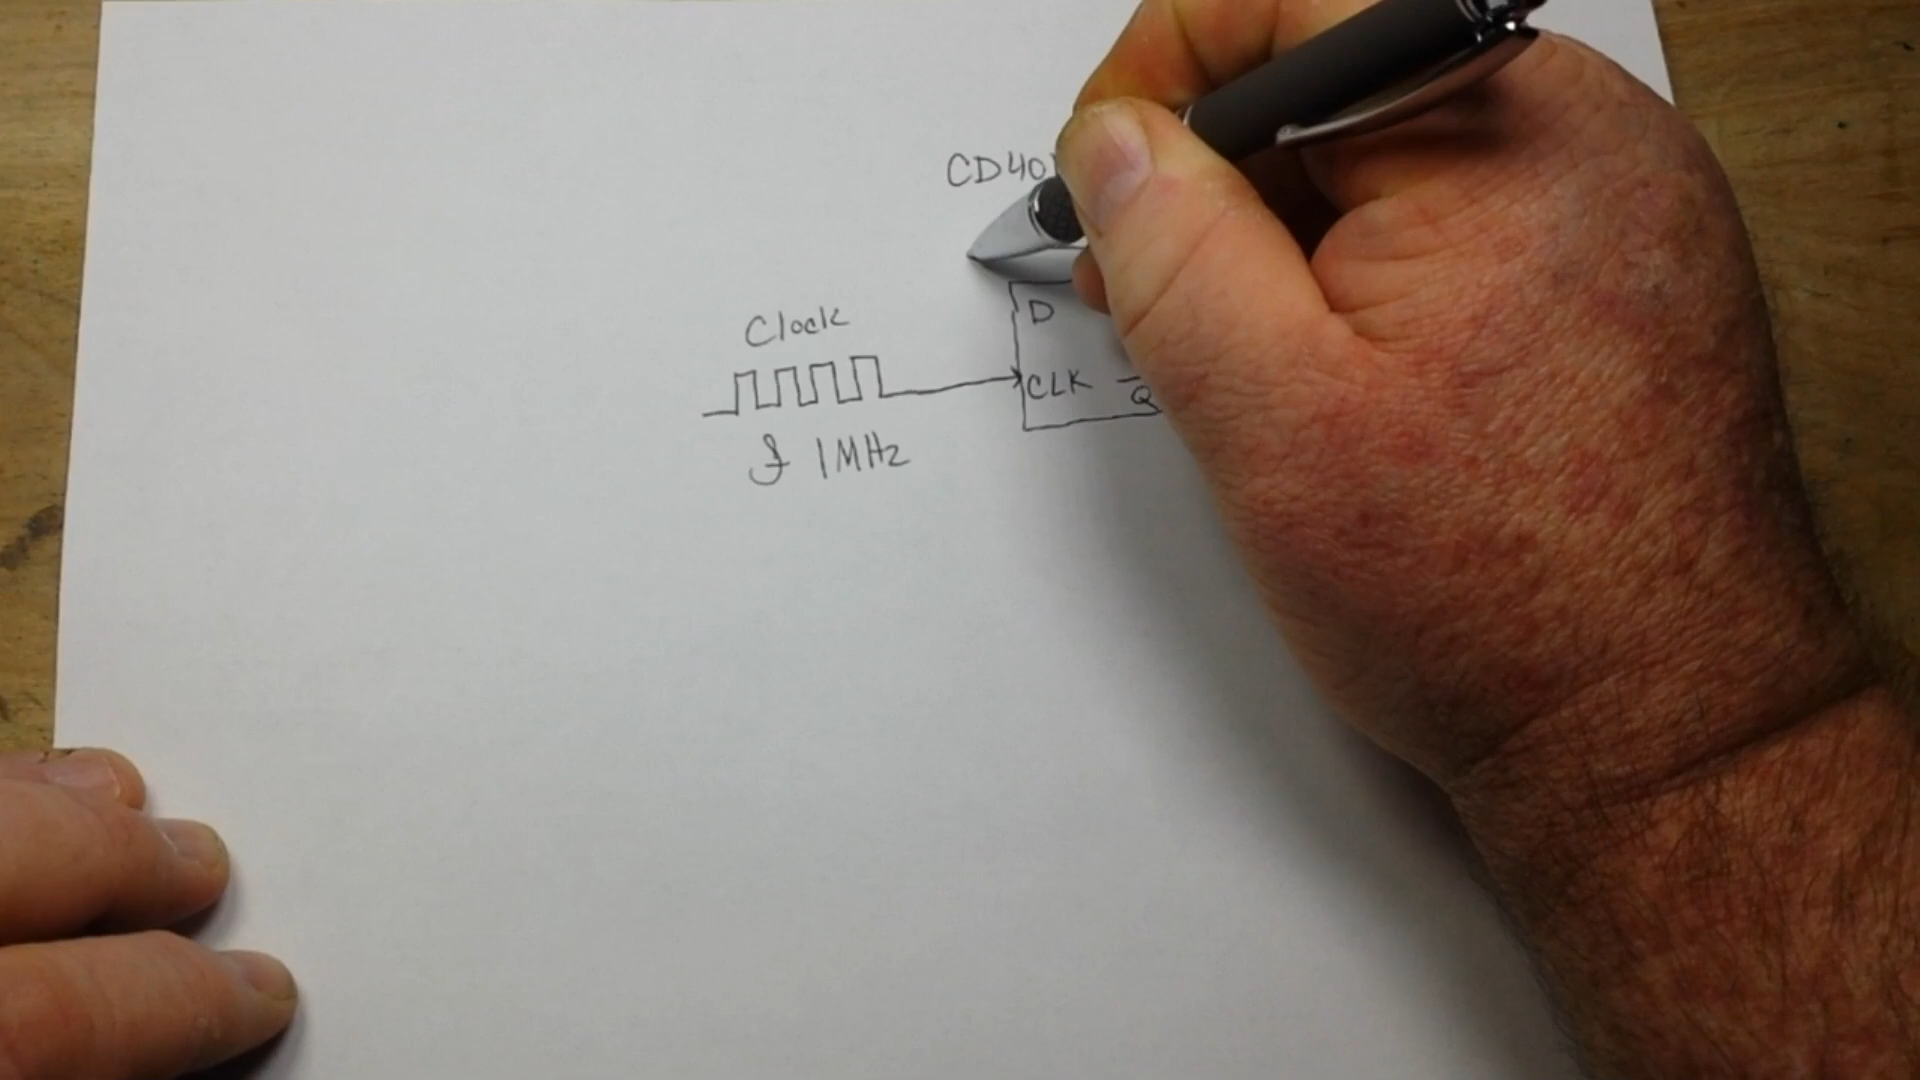 CD40
Clock
D
CLK Q̅
f 1MHz